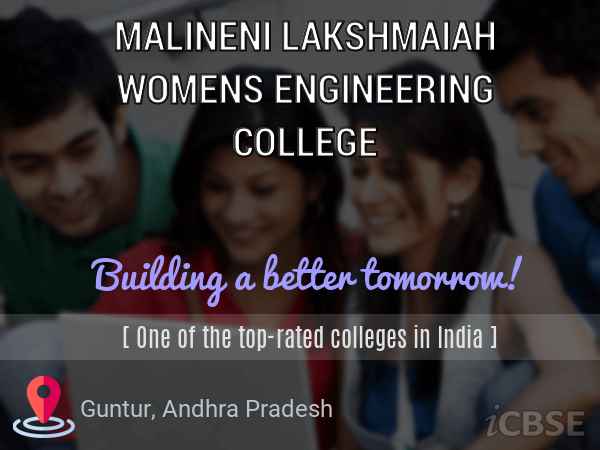 MALINENI LAKSHMAIAH
WOMENS ENGINEERING
COLLEGE
Building a better tomorrow!
[ One of the top-rated colleges in India ]
Guntur, Andhra Pradesh
iCBSE